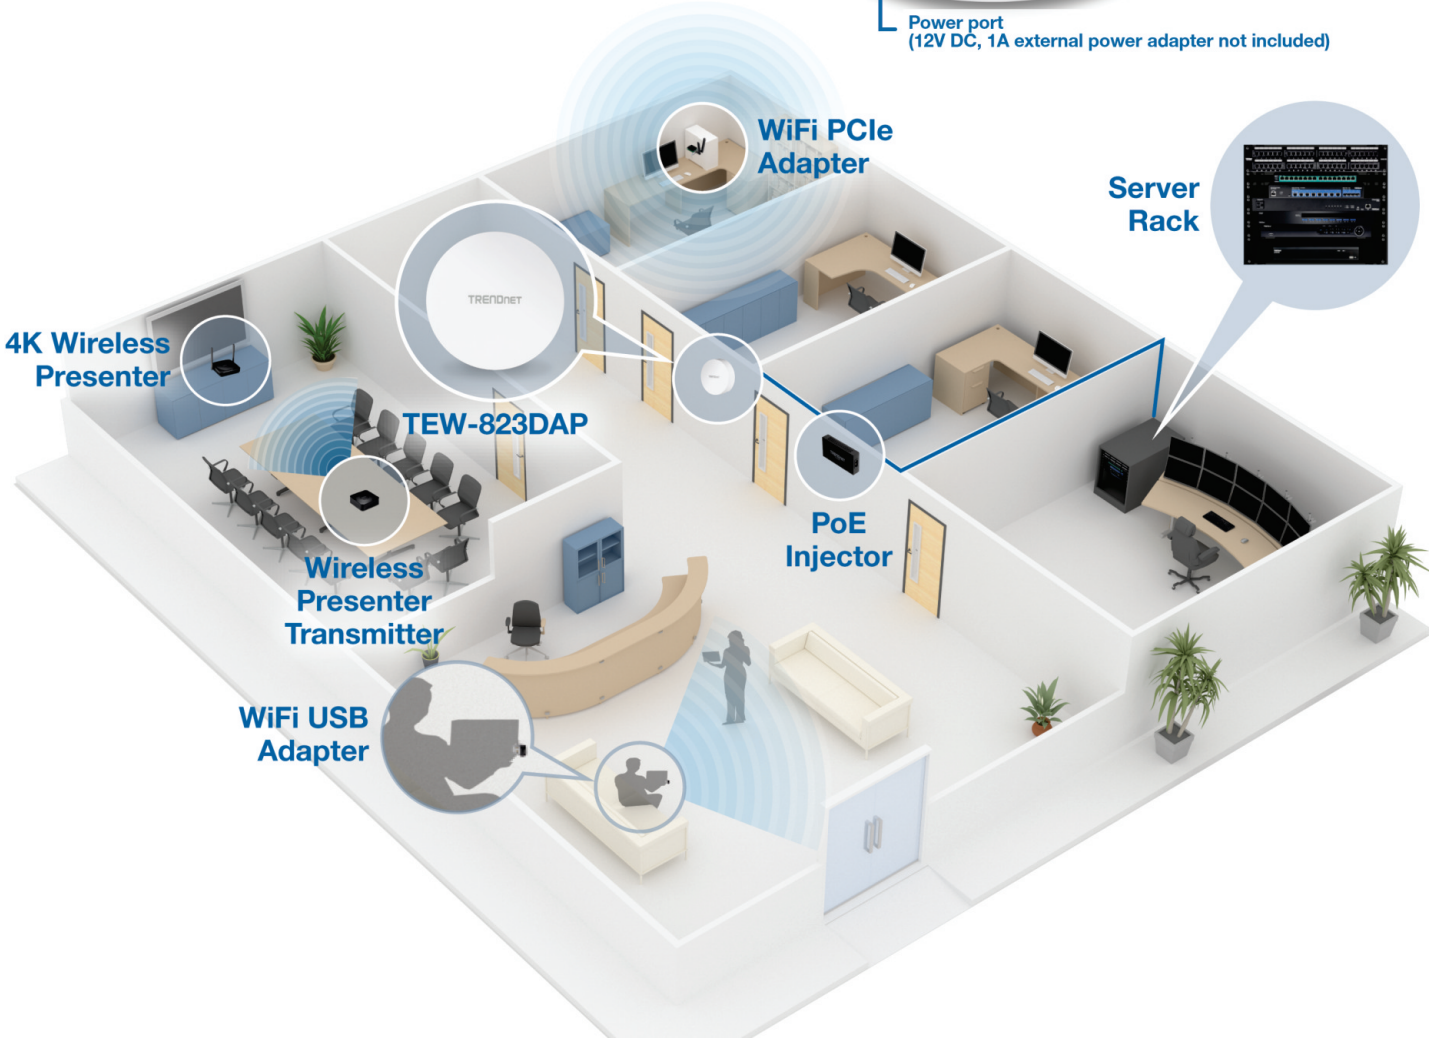 Power port
(12V DC, 1A external power adapter not included)
WiFi PCIe
Adapter
Server
Rack
TRENDNET
4K Wireless
Presenter
TEW-823DAP
PoE
Injector
Wireless
Presenter
Transmitter
WiFi USB
Adapter